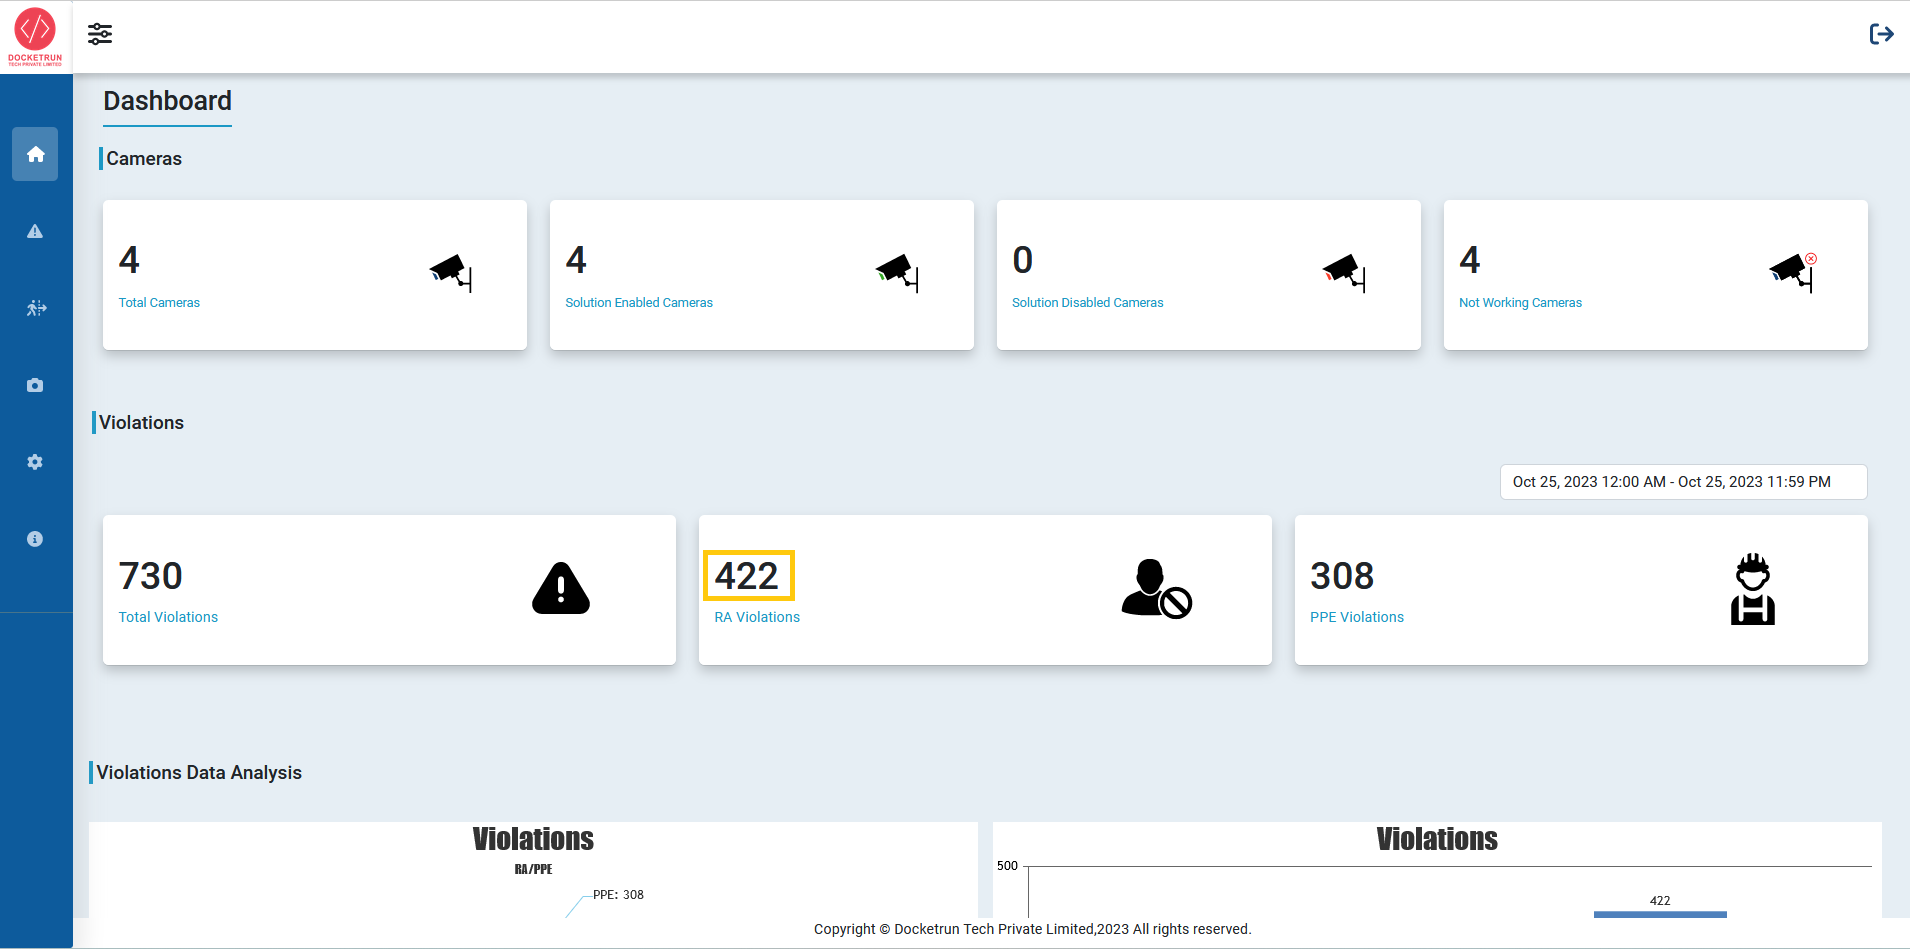 DOCKETRUN
TECH PRIVATE LIMITED
Dashboard
Cameras
4
Total Cameras
4
Solution Enabled Cameras
0
Solution Disabled Cameras
4
Not Working Cameras
Violations
Oct 25, 2023 12:00 AM - Oct 25, 2023 11:59 PM
730
Total Violations
422
RA Violations
308
PPE Violations
Violations Data Analysis
Violations
RA/PPE
PPE: 308
Violations
500
422
Copyright © Docketrun Tech Private Limited,2023 All rights reserved.